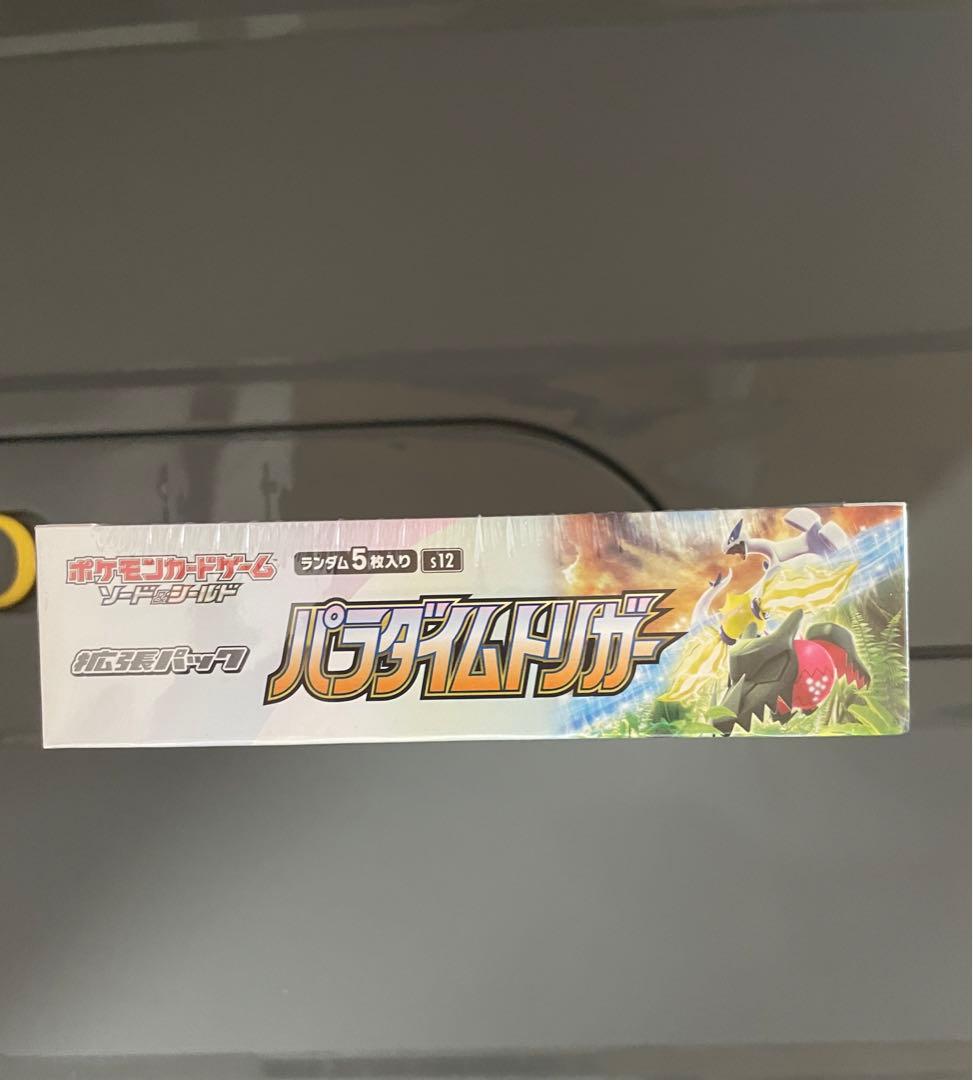 ポケモンカードゲーム
ソード&シールド
ランダム5枚入り s12
拡張パック
パラダイムトリガー